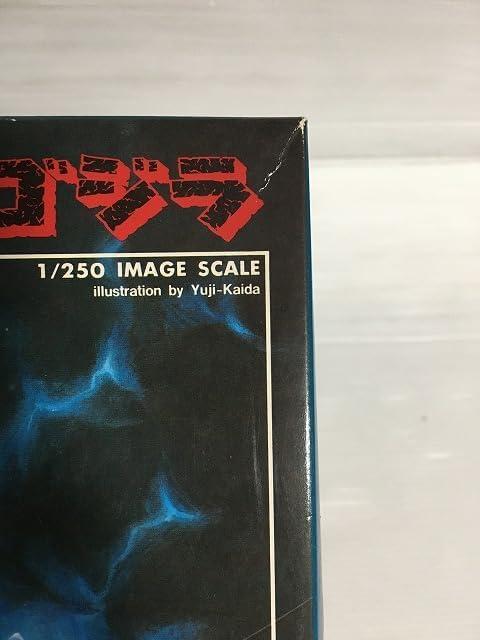 ゴジラ
1/250 IMAGE SCALE
illustration by Yuji-Kaida